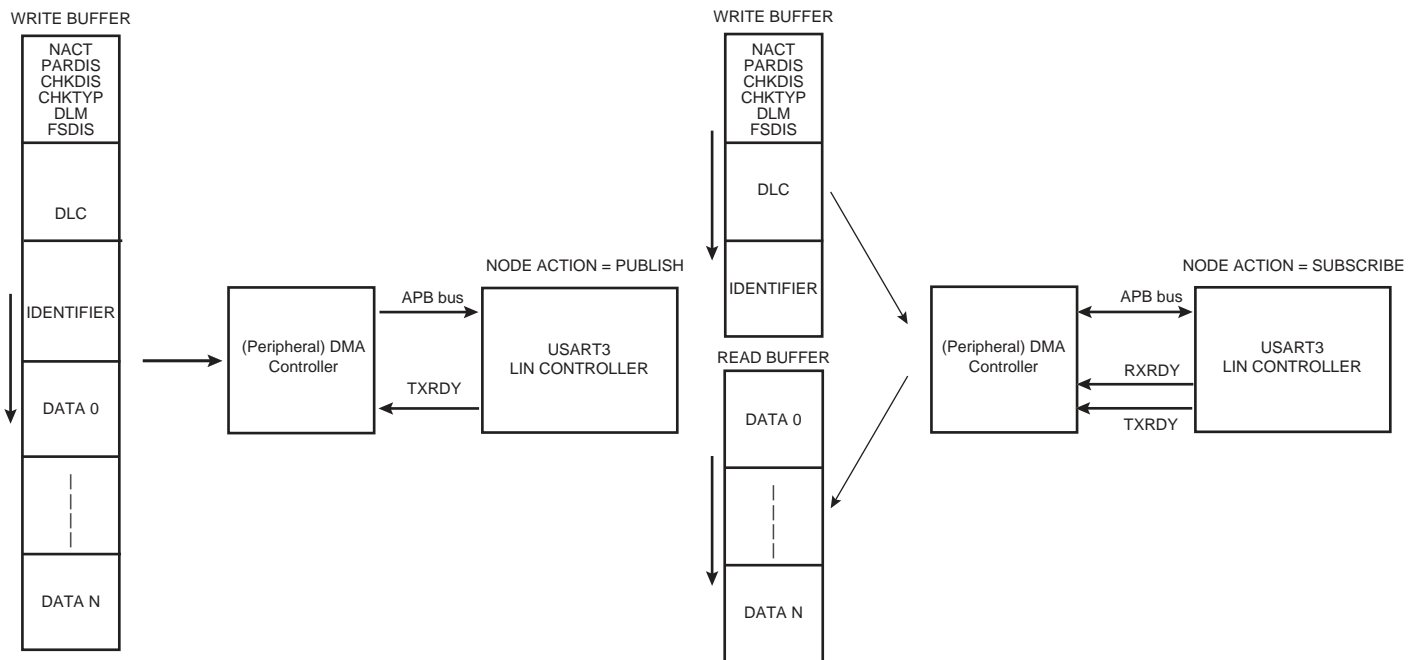 WRITE BUFFER
NACT
PARDIS
CHKDIS
CHKTYP
DLM
FSDIS
DLC
IDENTIFIER
DATA 0
DATA N
(Peripheral) DMA
Controller
APB bus
TXRDY
NODE ACTION = PUBLISH
USART3
LIN CONTROLLER
WRITE BUFFER
NACT
PARDIS
CHKDIS
CHKTYP
DLM
FSDIS
DLC
IDENTIFIER
READ BUFFER
DATA 0
DATA N
(Peripheral) DMA
Controller
APB bus
RXRDY
TXRDY
NODE ACTION = SUBSCRIBE
USART3
LIN CONTROLLER